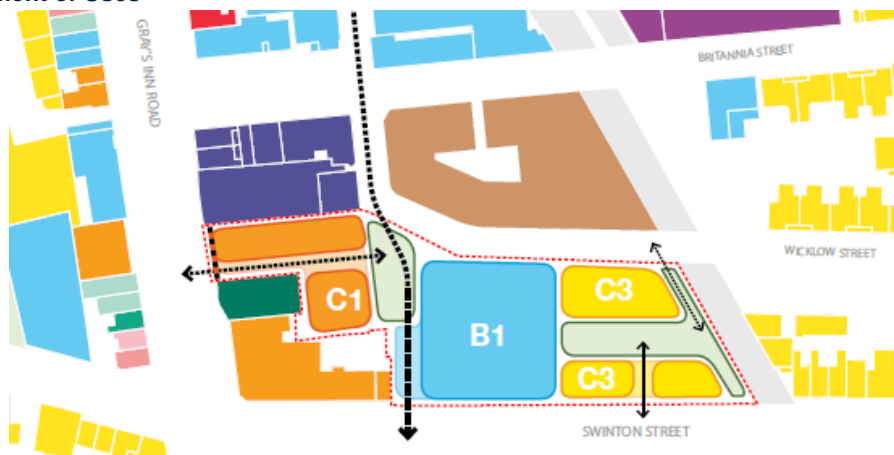 GRAY'S INN ROAD
BRITANNIA STREET
WICKLOW STREET
C3
C1
B1
C3
SWINTON STREET